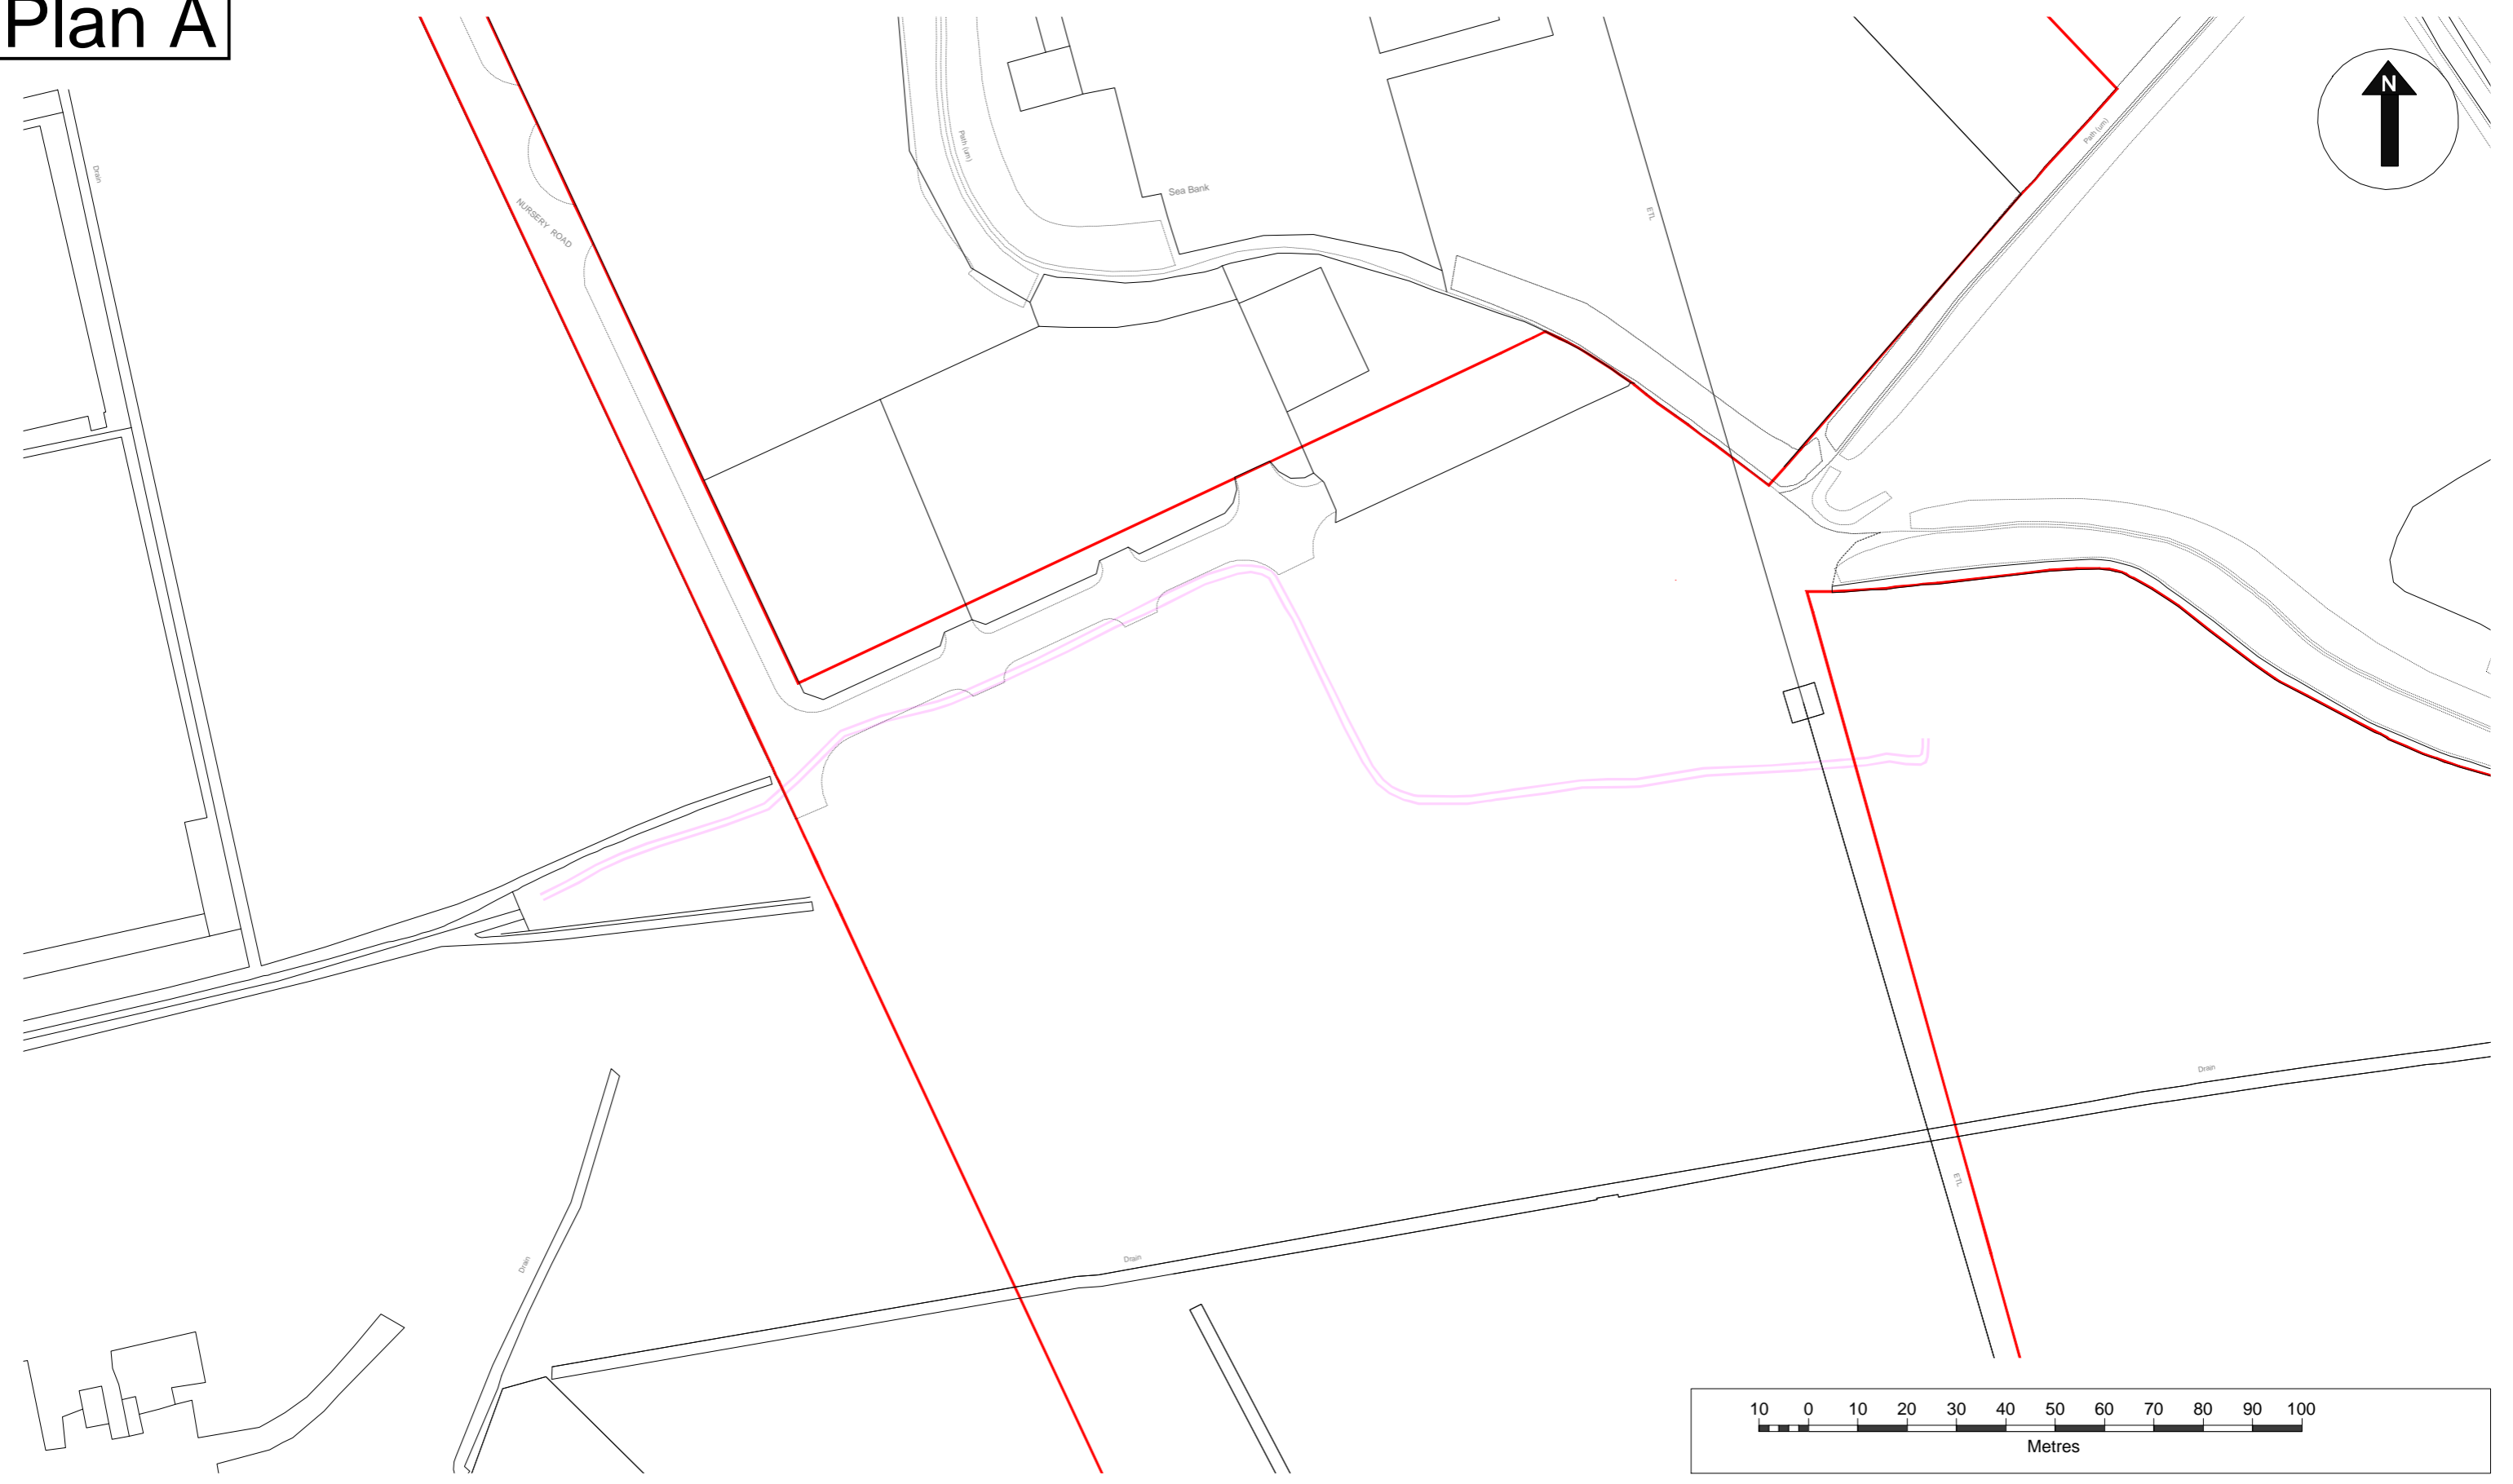 Plan A
N
Path (um)
Path (um)
Drain
Sea Bank
NURSERY ROAD
ETL
Drain
ETL
Drain
Drain
10 0 10 20 30 40 50 60 70 80 90 100
Metres